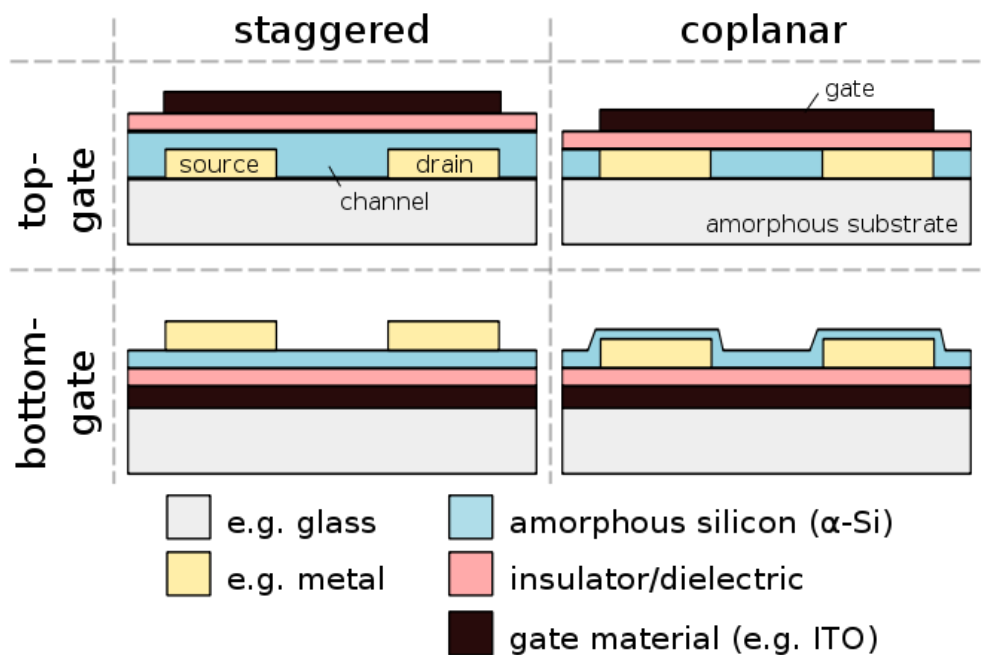 staggered
coplanar
top-
gate
source
drain
channel
gate
amorphous substrate
bottom-
gate
e.g. glass
amorphous silicon (α-Si)
e.g. metal
insulator/dielectric
gate material (e.g. ITO)